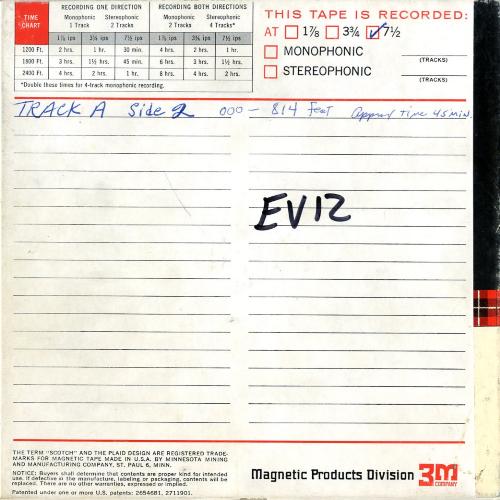 TIME CHART
RECORDING ONE DIRECTION
RECORDING BOTH DIRECTIONS
Monophonic 1 Track
Stereophonic 2 Tracks
Monophonic 2 Tracks
Stereophonic 4 Tracks*
1⅞ ips 3¾ ips 7½ ips 1⅞ ips 3¾ ips 7½ ips
1200 Ft. 2 hrs. 1 hr. 30 min. 4 hrs. 2 hrs. 1 hr.
1800 Ft. 3 hrs. 1½ hrs. 45 min. 6 hrs. 3 hrs. 1½ hrs.
2400 Ft. 4 hrs. 2 hrs. 1 hr. 8 hrs. 4 hrs. 2 hrs.
*Double these times for 4-track monophonic recording.
THIS TAPE IS RECORDED:
AT 1⅞ 3¾ 7½
MONOPHONIC (TRACKS)
STEREOPHONIC (TRACKS)
TRACK A Side 2 000 - 814 feet Approx Time 45 min.
EV12
THE TERM "SCOTCH" AND THE PLAID DESIGN ARE REGISTERED TRADE-
MARKS FOR MAGNETIC TAPE MADE IN U.S.A. BY MINNESOTA MINING
AND MANUFACTURING COMPANY, ST. PAUL 6, MINN.
NOTICE: Buyers shall determine that contents are proper kind for intended
use. If defective in the manufacture, labeling or packaging, contents will be
replaced. There are no other warranties, expressed or implied.
Patented under one or more U.S. patents: 2654681, 2711901.
Magnetic Products Division 3M COMPANY